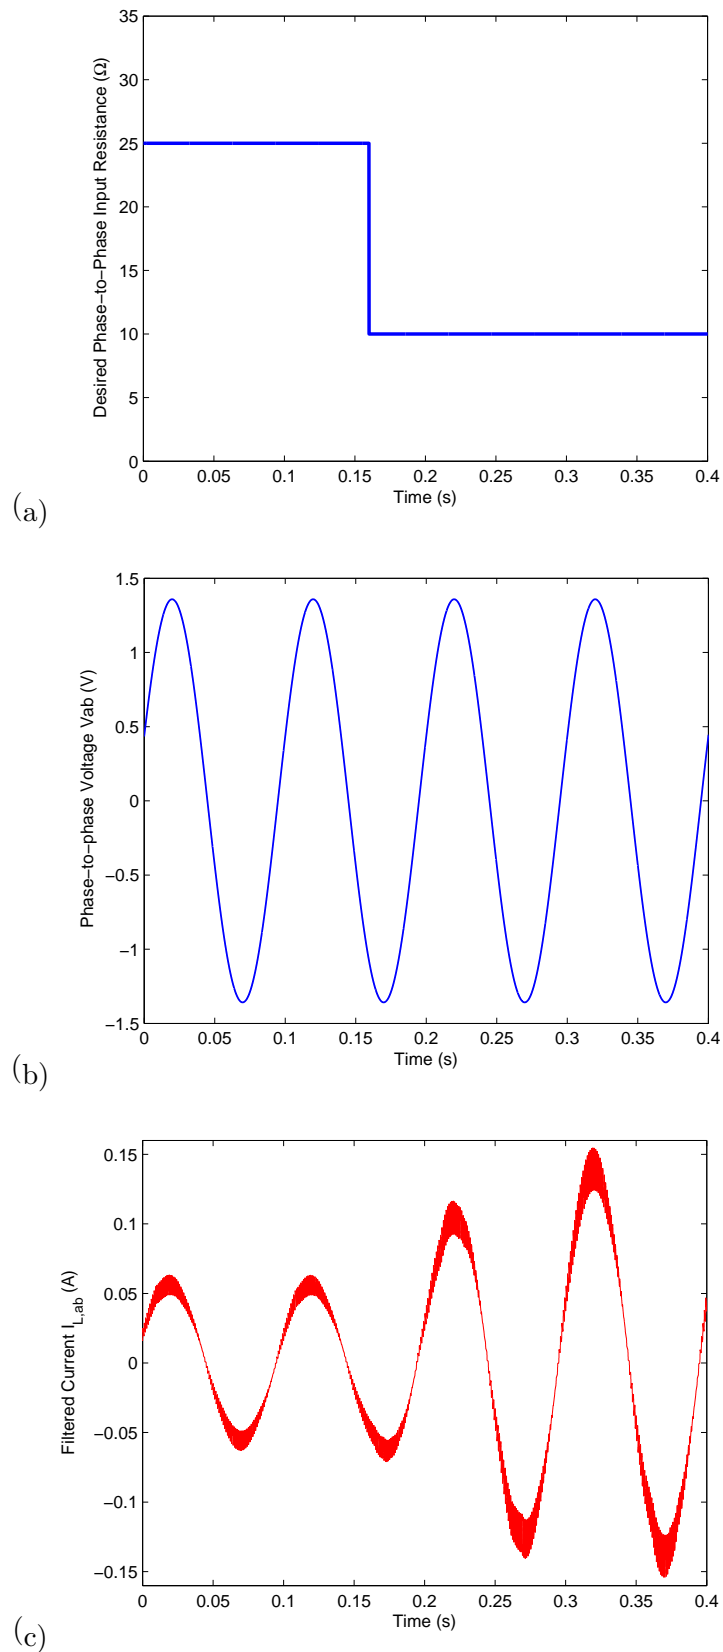 35
30
25
20
15
10
5
0
Desired Phase−to−Phase Input Resistance (Ω)
0 0.05 0.1 0.15 0.2 0.25 0.3 0.35 0.4
Time (s)
(a)
1.5
1
0.5
0
−0.5
−1
−1.5
Phase−to−phase Voltage Vab (V)
0 0.05 0.1 0.15 0.2 0.25 0.3 0.35 0.4
Time (s)
(b)
0.15
0.1
0.05
0
−0.05
−0.1
−0.15
Filtered Current I_L,ab (A)
0 0.05 0.1 0.15 0.2 0.25 0.3 0.35 0.4
Time (s)
(c)